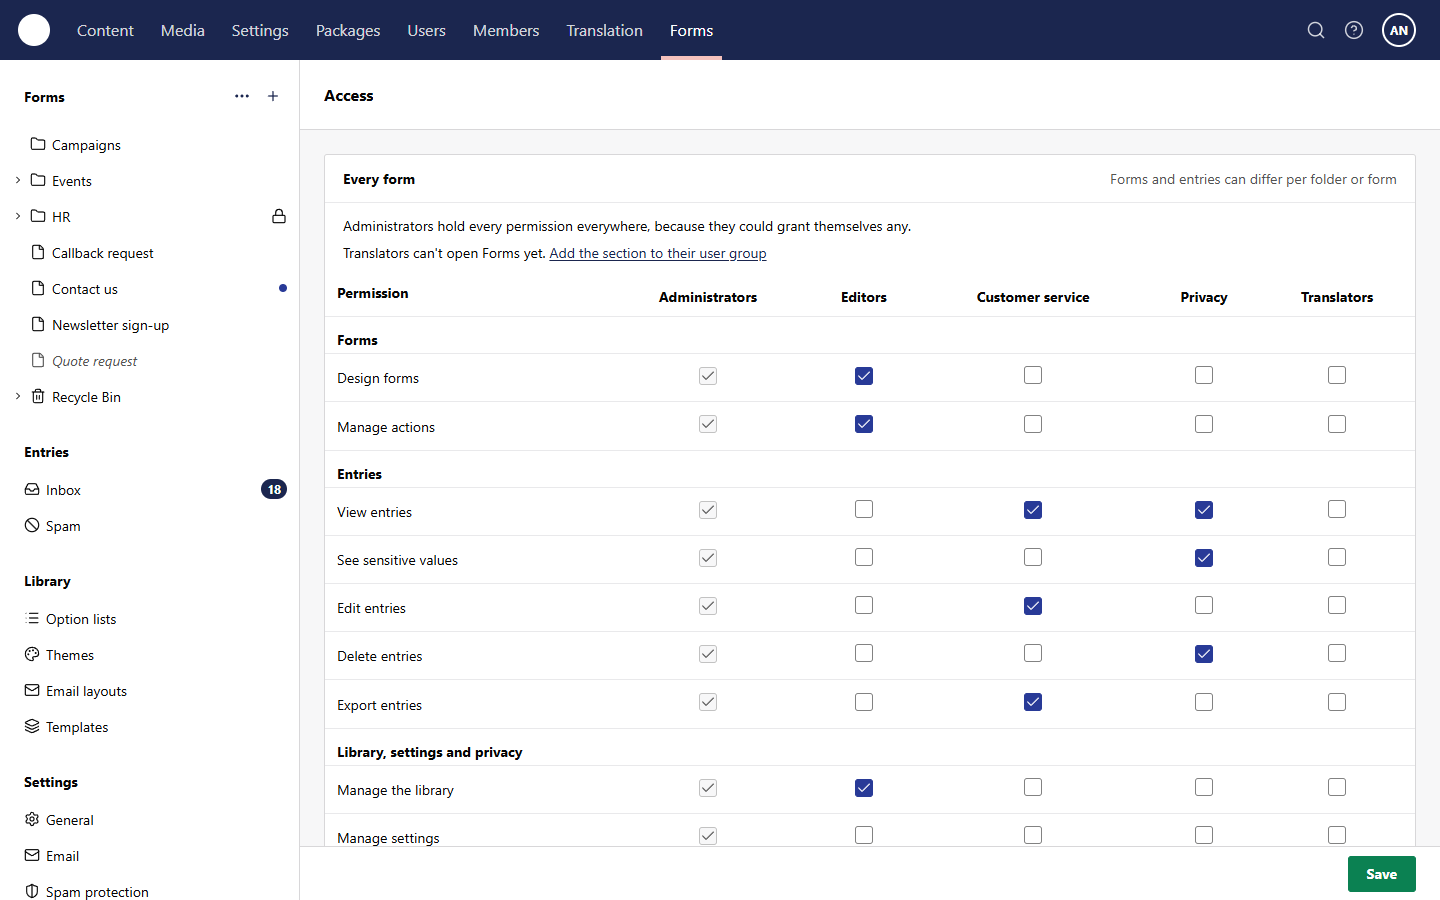 Content Media Settings Packages Users Members Translation Forms AN
Forms
Campaigns
Events
HR
Callback request
Contact us
Newsletter sign-up
Quote request
Recycle Bin
Entries
Inbox 18
Spam
Library
Option lists
Themes
Email layouts
Templates
Settings
General
Email
Spam protection
Access
Every form Forms and entries can differ per folder or form
Administrators hold every permission everywhere, because they could grant themselves any.
Translators can't open Forms yet. Add the section to their user group
Permission Administrators Editors Customer service Privacy Translators
Forms
Design forms
Manage actions
Entries
View entries
See sensitive values
Edit entries
Delete entries
Export entries
Library, settings and privacy
Manage the library
Manage settings
Save